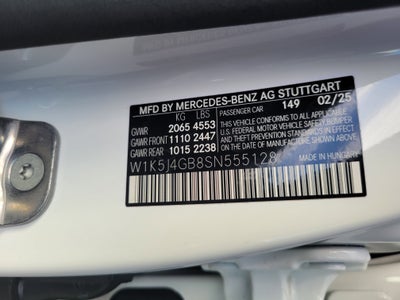 MFD BY MERCEDES-BENZ AG STUTTGART
KG LBS PASSENGER CAR 149 02/25
GVWR 2065 4553 THIS VEHICLE CONFORMS TO ALL APPLICABLE
GAWR FRONT 1110 2447 U.S. FEDERAL MOTOR VEHICLE SAFETY, BUMPER
GAWR REAR 1015 2238 AND THEFT PREVENTION STANDARDS IN EFFECT
ON THE DATE OF MANUFACTURE SHOWN ABOVE
W1K5J4GB8SN555128
MADE IN HUNGARY